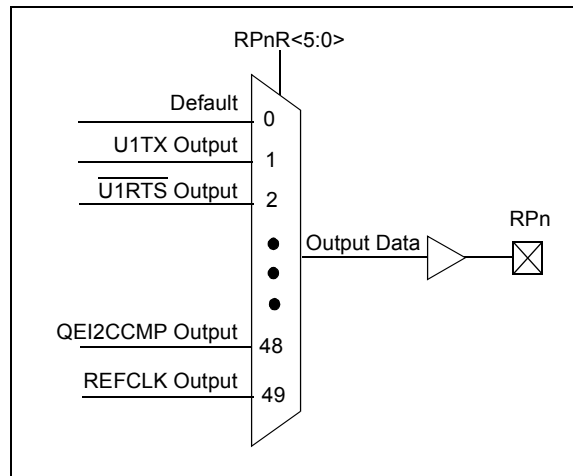 RPnR<5:0>
Default
0
U1TX Output
1
U1RTS Output
2
Output Data
RPn
QEI2CCMP Output
48
REFCLK Output
49